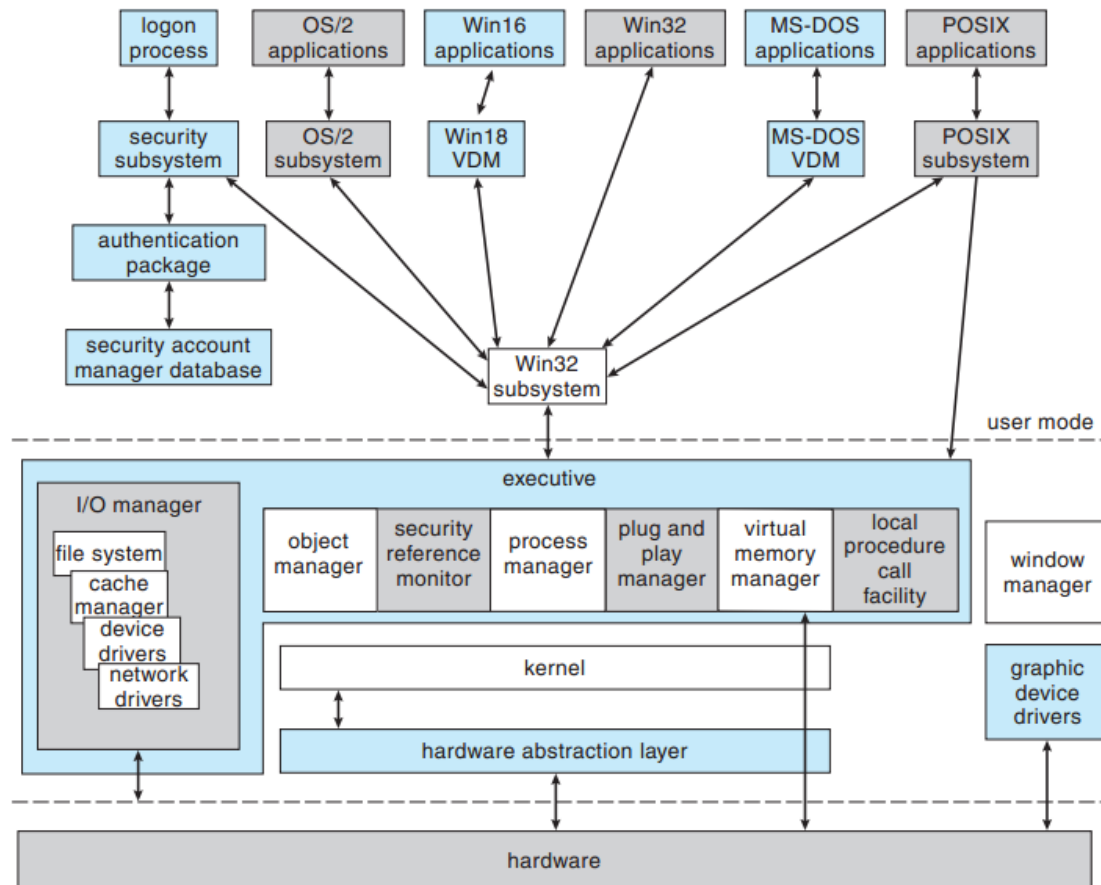 logon
process
OS/2
applications
Win16
applications
Win32
applications
MS-DOS
applications
POSIX
applications
security
subsystem
OS/2
subsystem
Win18
VDM
MS-DOS
VDM
POSIX
subsystem
authentication
package
security account
manager database
Win32
subsystem
user mode
executive
I/O manager
file system
cache
manager
device
drivers
network
drivers
object
manager
security
reference
monitor
process
manager
plug and
play
manager
virtual
memory
manager
local
procedure
call
facility
window
manager
kernel
graphic
device
drivers
hardware abstraction layer
hardware